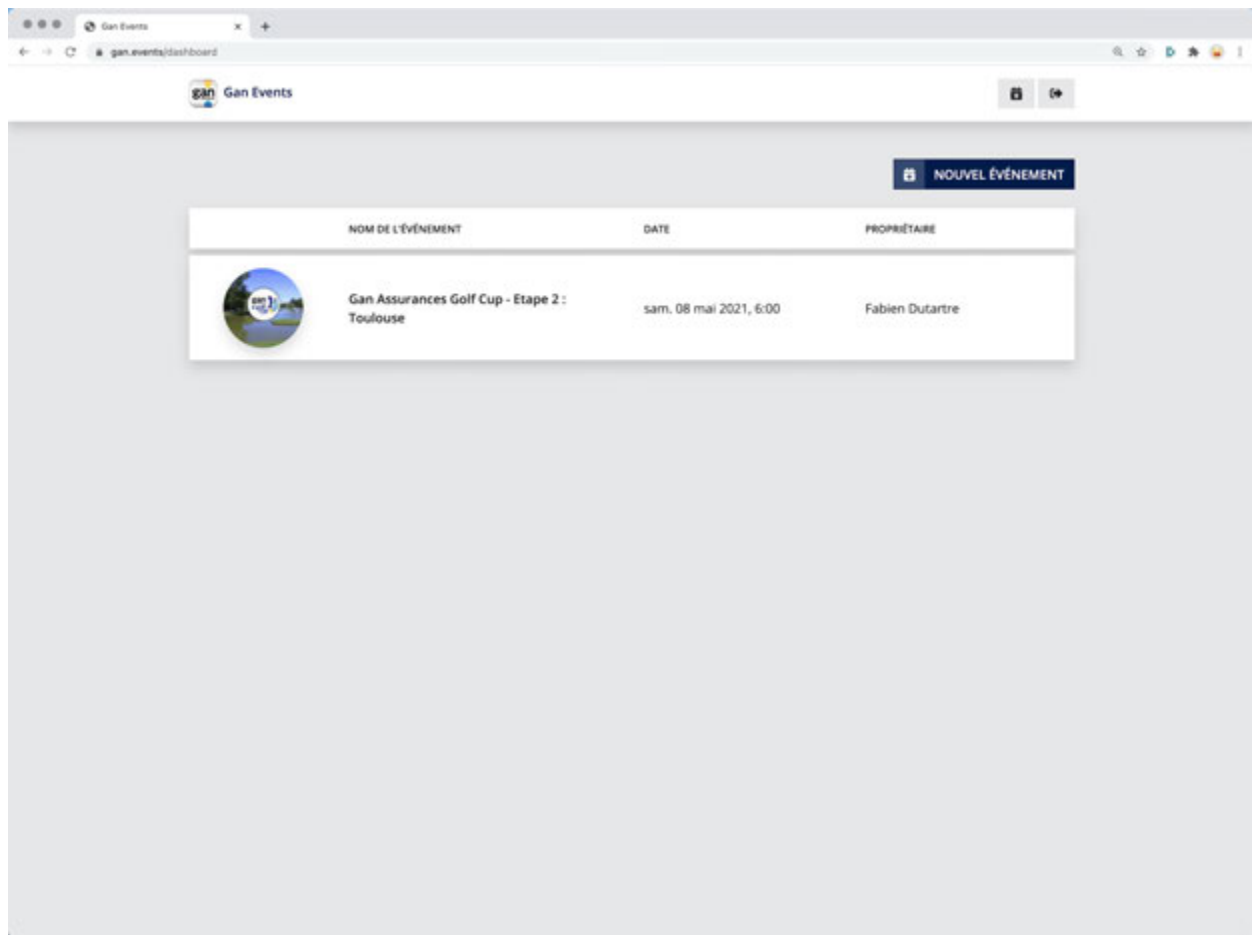 Gan Events
gan.events/dashboard
gan Gan Events
NOUVEL ÉVÉNEMENT
NOM DE L'ÉVÉNEMENT DATE PROPRIÉTAIRE
Gan Assurances Golf Cup - Etape 2 :
Toulouse
sam. 08 mai 2021, 6:00
Fabien Dutartre